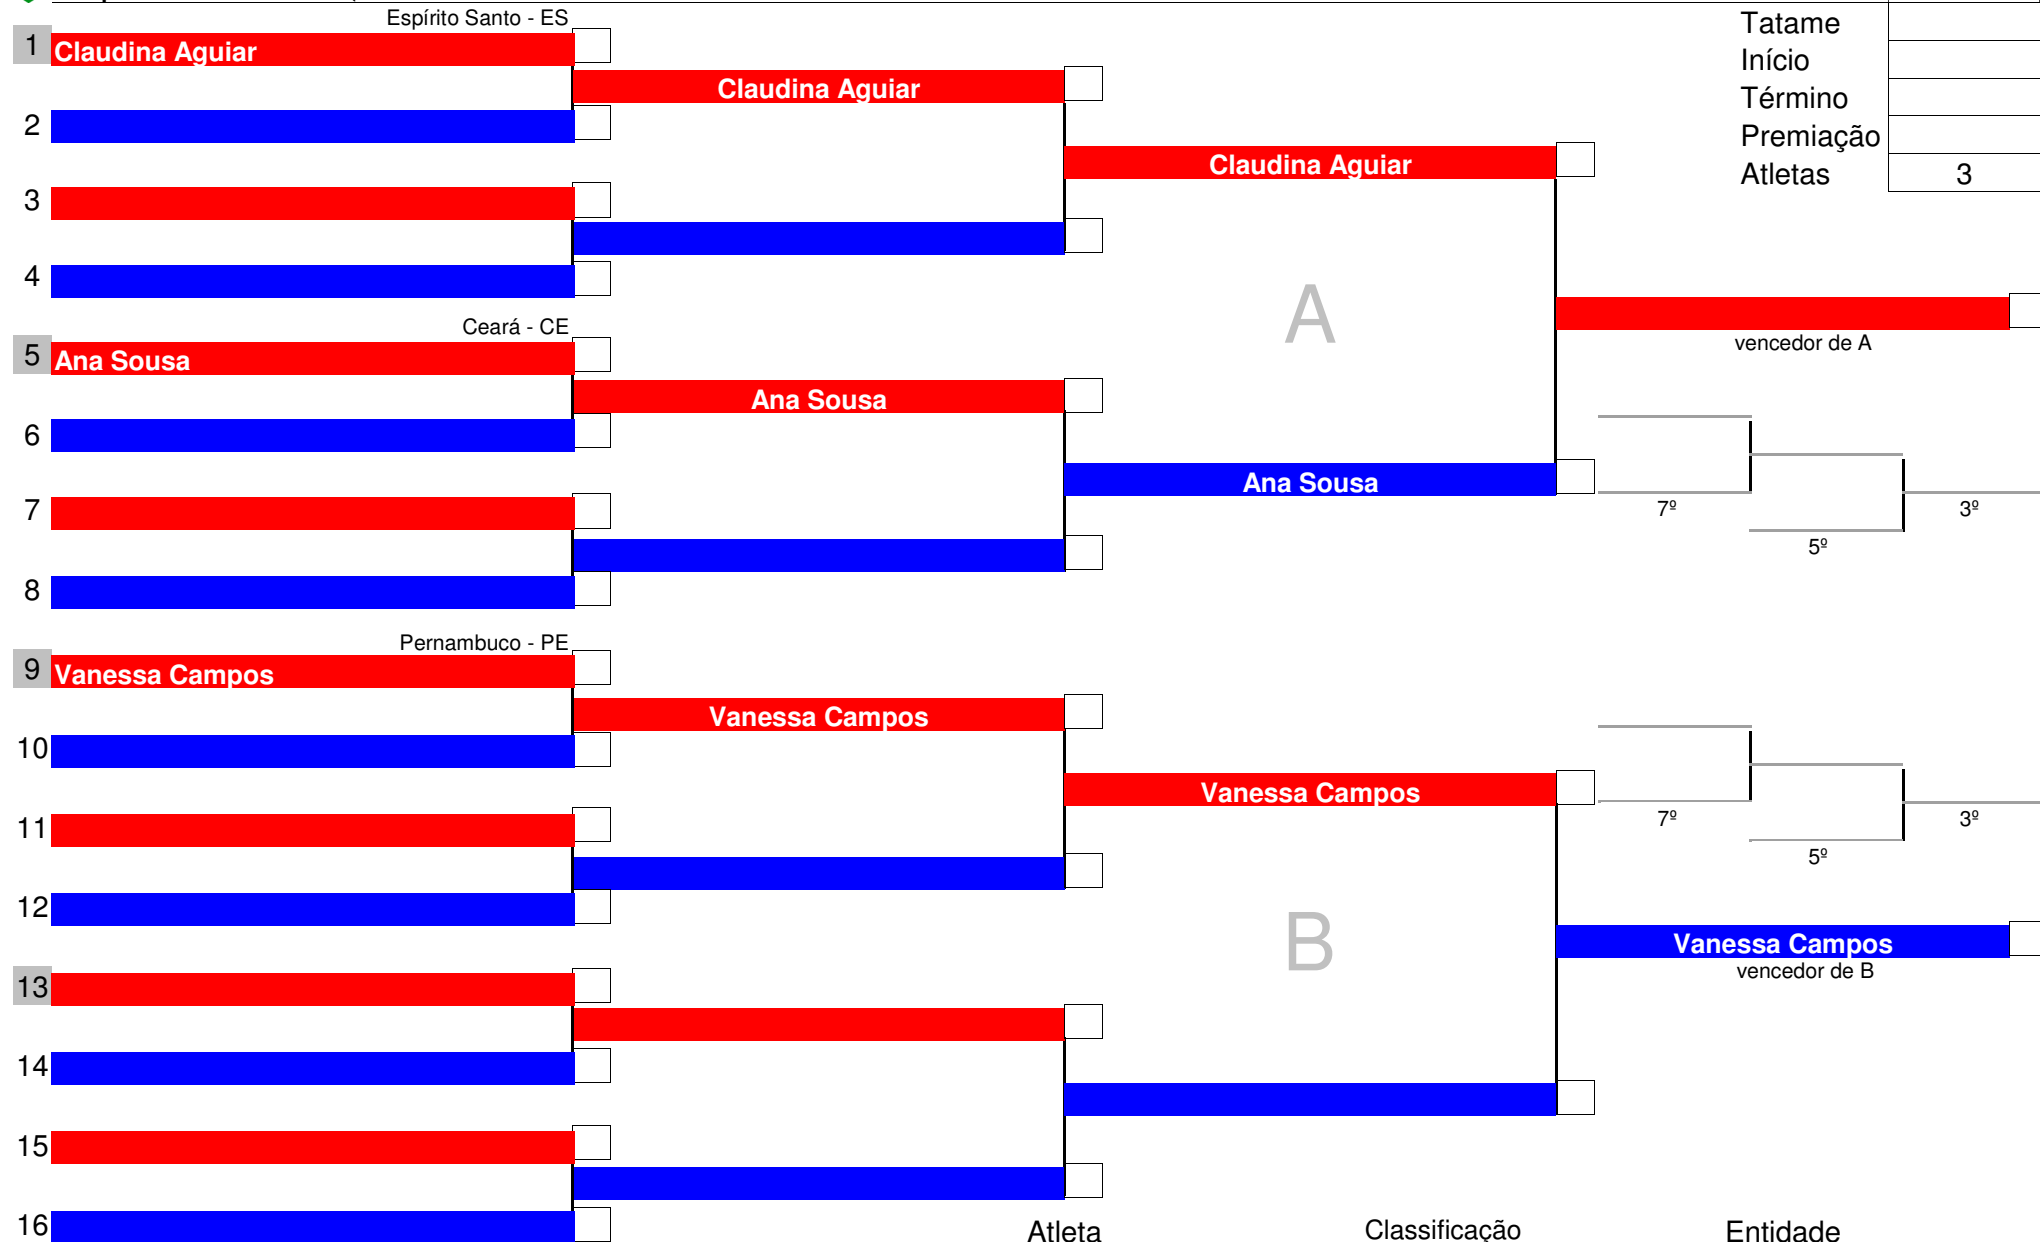 Espírito Santo - ES
Tatame
1 Claudina Aguiar
Início
Claudina Aguiar
Término
2
Premiação
Claudina Aguiar
Atletas 3
3
4
A
Ceará - CE
vencedor de A
5 Ana Sousa
Ana Sousa
6
Ana Sousa
7
7º 3º
5º
8
Pernambuco - PE
9 Vanessa Campos
Vanessa Campos
10
Vanessa Campos
7º 3º
11
5º
12
B
Vanessa Campos
vencedor de B
13
14
15
16
Atleta Classificação Entidade